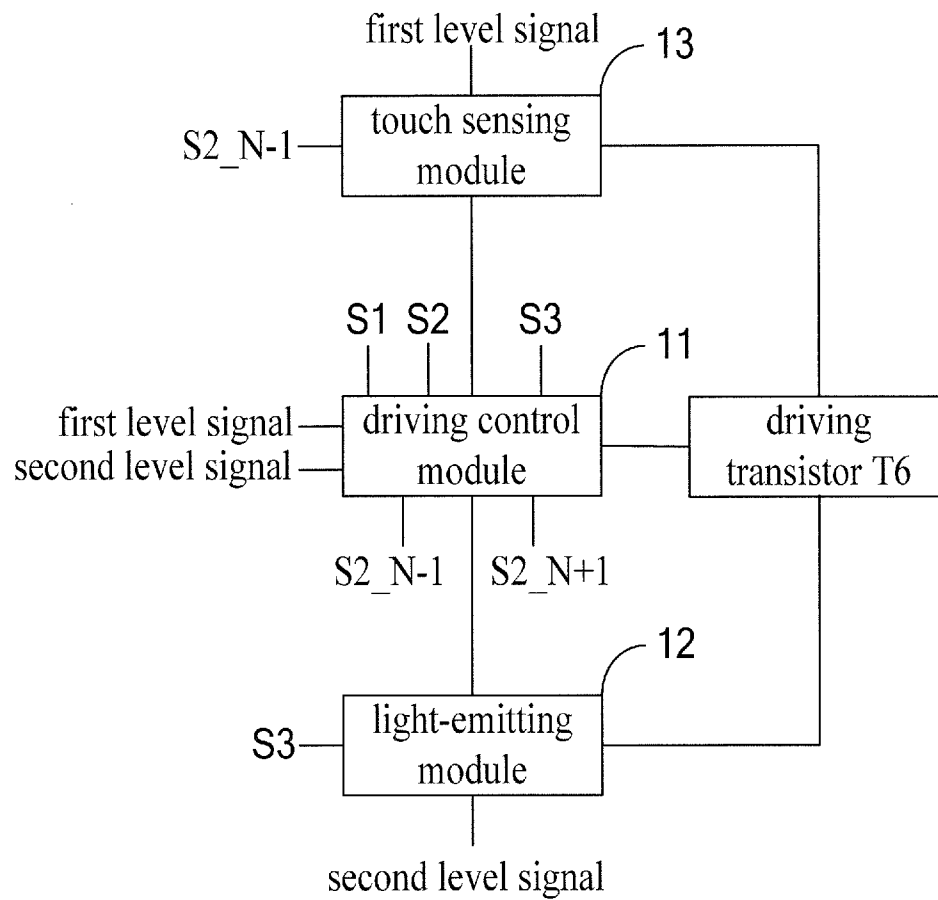 first level signal
13
touch sensing
module
S2_N-1
S1
S2
S3
11
first level signal
second level signal
driving control
module
driving
transistor T6
S2_N-1
S2_N+1
12
light-emitting
module
S3
second level signal